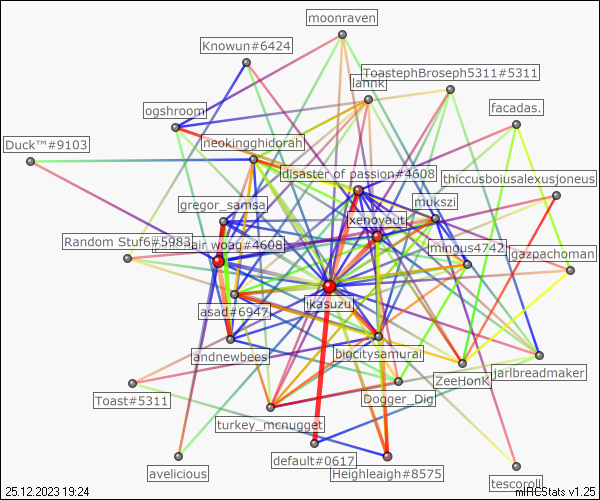 moonraven
Knowun#6424
ToastephBroseph5311#5311
lannk
ogshroom
facadas.
neokingghidorah
Duck™#9103
disaster of passion#4608
thiccusboiusalexusjoneus
mukszi
gregor_samsa
xenoyaut
Random Stuf6#5983
air woag#4608
mingus4742
gazpachoman
asad#6947
likasuzu
andnewbees
bigcitysamurai
jarlbreadmaker
ZeeHonK
Toast#5311
Dogger_Dig
turkey_mcnugget
default#0617
avelicious
Heighleaigh#8575
tescoroll
25.12.2023 19:24
mIRCStats v1.25